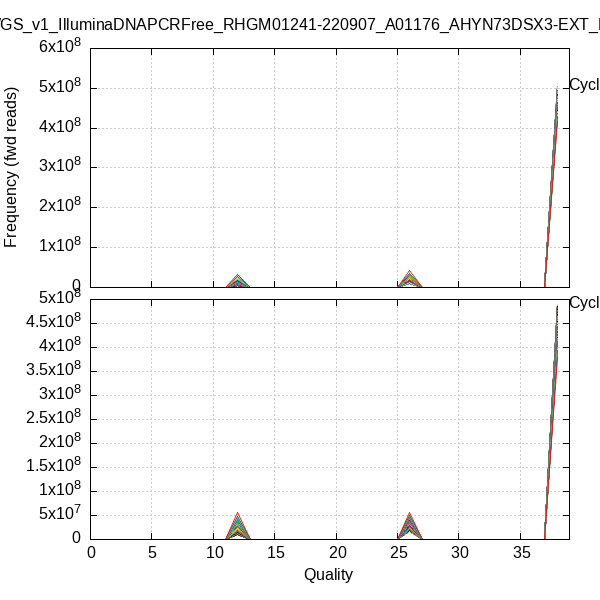 GS_v1_IlluminaDNAPCRFree_RHGM01241-220907_A01176_AHYN73DSX3-EXT_
6x10^8
5x10^8
4x10^8
3x10^8
2x10^8
1x10^8
0
Frequency (fwd reads)
Cycl
5x10^8
4.5x10^8
4x10^8
3.5x10^8
3x10^8
2.5x10^8
2x10^8
1.5x10^8
1x10^8
5x10^7
0
Cycl
0 5 10 15 20 25 30 35
Quality